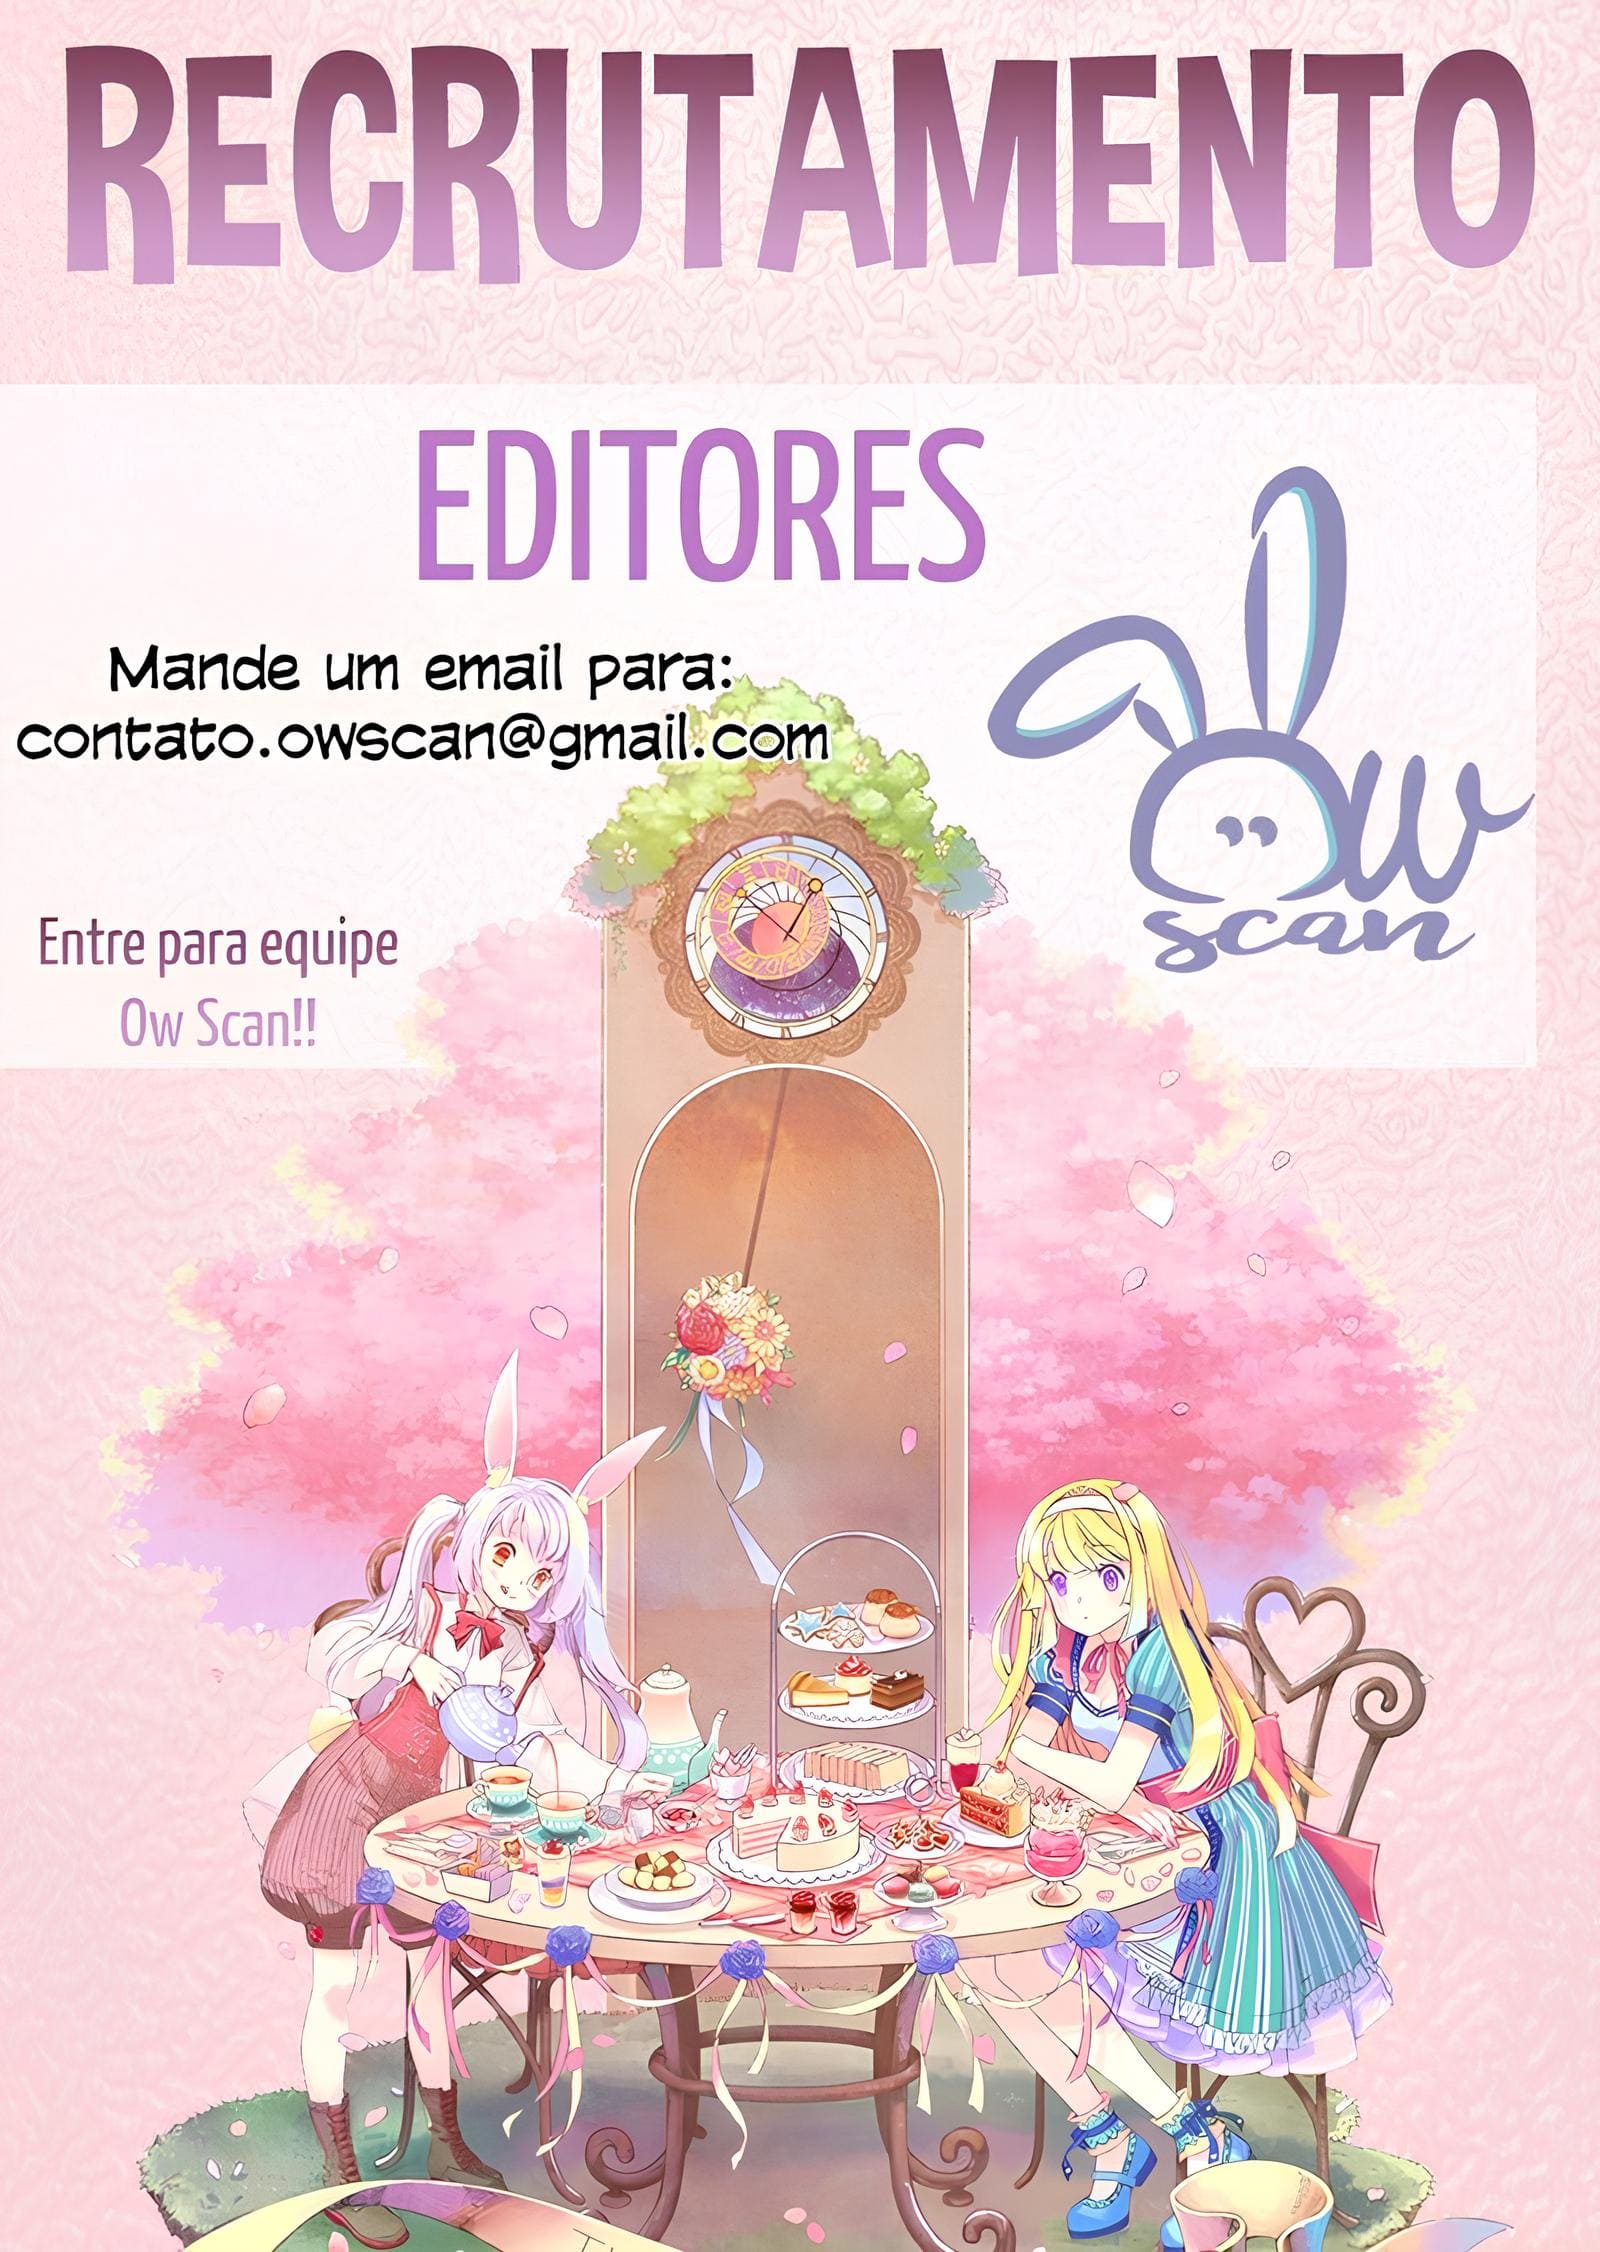 RECRUTAMENTO
EDITORES
Mande um email para:
contato.owscan@gmail.com
Ow
scan
Entre para equipe
Ow Scan!!